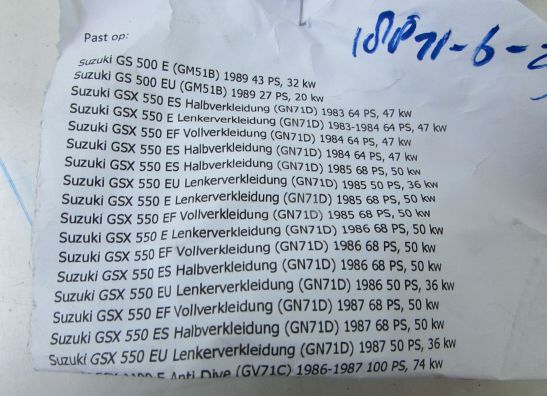 Past op:
Suzuki GS 500 E (GM51B) 1989 43 PS, 32 kw
Suzuki GS 500 EU (GM51B) 1989 27 PS, 20 kw
Suzuki GSX 550 ES Halbverkleidung (GN71D) 1983 64 PS, 47 kw
Suzuki GSX 550 E Lenkerverkleidung (GN71D) 1983-1984 64 PS, 47 kw
Suzuki GSX 550 EF Vollverkleidung (GN71D) 1984 64 PS, 47 kw
Suzuki GSX 550 ES Halbverkleidung (GN71D) 1984 64 PS, 47 kw
Suzuki GSX 550 ES Halbverkleidung (GN71D) 1985 68 PS, 50 kw
Suzuki GSX 550 EU Lenkerverkleidung (GN71D) 1985 50 PS, 36 kw
Suzuki GSX 550 E Lenkerverkleidung (GN71D) 1985 68 PS, 50 kw
Suzuki GSX 550 EF Vollverkleidung (GN71D) 1985 68 PS, 50 kw
Suzuki GSX 550 E Lenkerverkleidung (GN71D) 1986 68 PS, 50 kw
Suzuki GSX 550 EF Vollverkleidung (GN71D) 1986 68 PS, 50 kw
Suzuki GSX 550 ES Halbverkleidung (GN71D) 1986 68 PS, 50 kw
Suzuki GSX 550 EU Lenkerverkleidung (GN71D) 1986 50 PS, 36 kw
Suzuki GSX 550 EF Vollverkleidung (GN71D) 1987 68 PS, 50 kw
Suzuki GSX 550 ES Halbverkleidung (GN71D) 1987 68 PS, 50 kw
Suzuki GSX 550 EU Lenkerverkleidung (GN71D) 1987 50 PS, 36 kw
E Anti Dive (GV71C) 1986-1987 100 PS, 74 kw